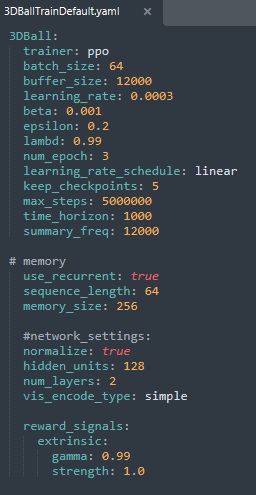 3DBallTrainDefault.yaml ×
3DBall:
trainer: ppo
batch_size: 64
buffer_size: 12000
learning_rate: 0.0003
beta: 0.001
epsilon: 0.2
lambd: 0.99
num_epoch: 3
learning_rate_schedule: linear
keep_checkpoints: 5
max_steps: 5000000
time_horizon: 1000
summary_freq: 12000
# memory
use_recurrent: true
sequence_length: 64
memory_size: 256
#network_settings:
normalize: true
hidden_units: 128
num_layers: 2
vis_encode_type: simple
reward_signals:
extrinsic:
gamma: 0.99
strength: 1.0